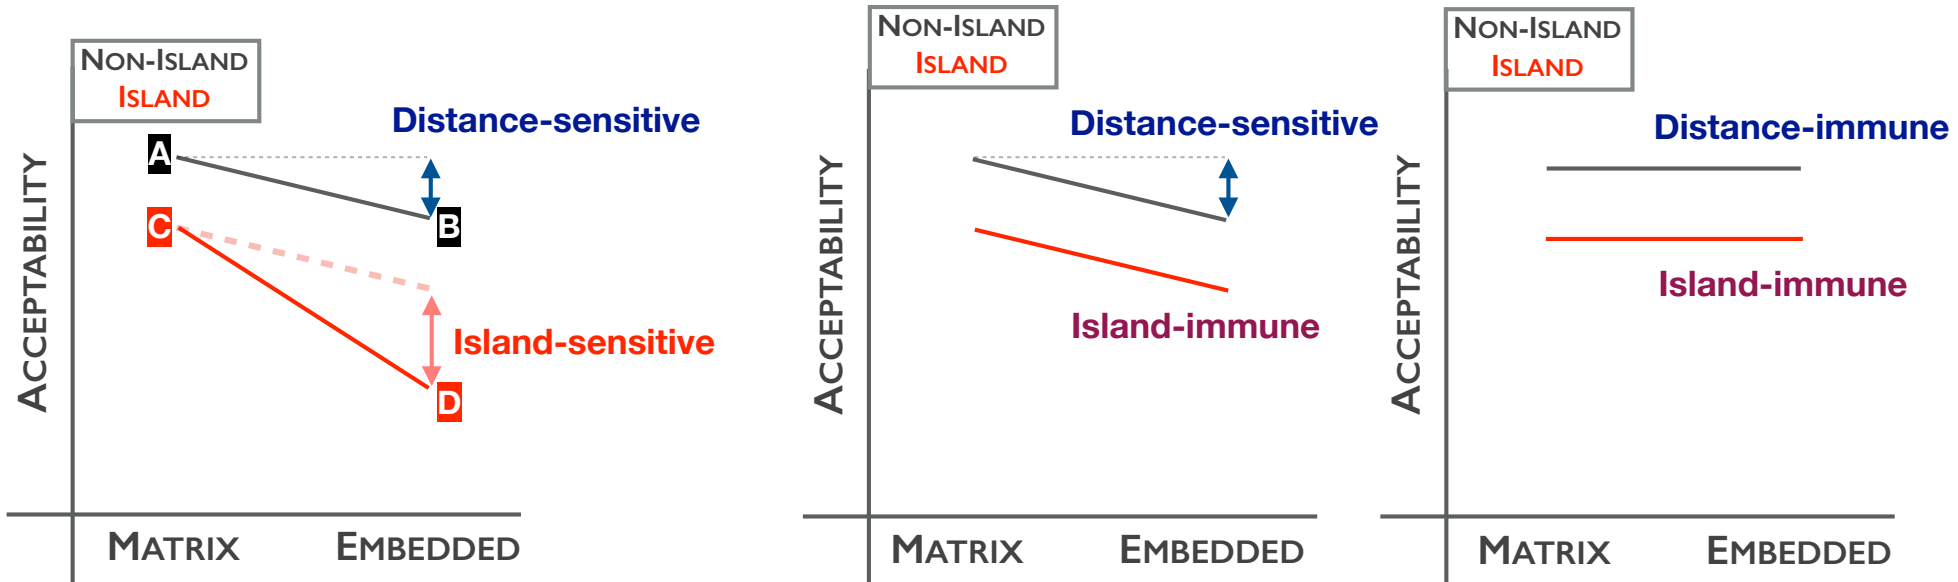 NON-ISLAND
ISLAND
Distance-sensitive
A
B
C
D
Island-sensitive
ACCEPTABILITY
MATRIX
EMBEDDED
NON-ISLAND
ISLAND
Distance-sensitive
Island-immune
ACCEPTABILITY
MATRIX
EMBEDDED
NON-ISLAND
ISLAND
Distance-immune
Island-immune
ACCEPTABILITY
MATRIX
EMBEDDED